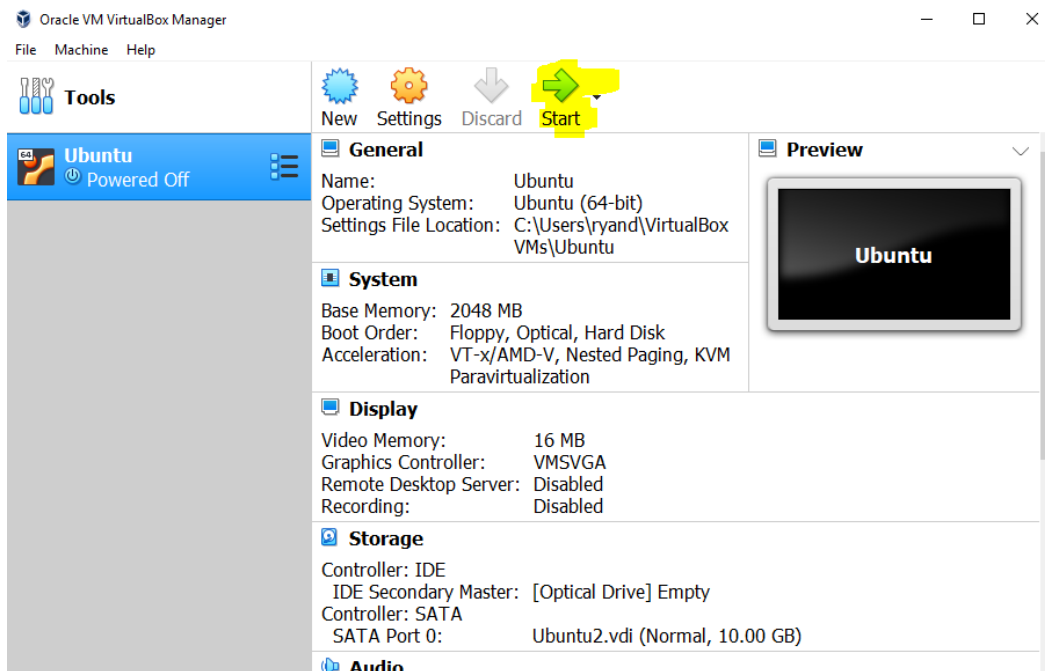 Oracle VM VirtualBox Manager
File Machine Help
Tools
New Settings Discard Start
64
Ubuntu
Powered Off
General
Name: Ubuntu
Operating System: Ubuntu (64-bit)
Settings File Location: C:\Users\ryand\VirtualBox
VMs\Ubuntu
Preview
Ubuntu
System
Base Memory: 2048 MB
Boot Order: Floppy, Optical, Hard Disk
Acceleration: VT-x/AMD-V, Nested Paging, KVM
Paravirtualization
Display
Video Memory: 16 MB
Graphics Controller: VMSVGA
Remote Desktop Server: Disabled
Recording: Disabled
Storage
Controller: IDE
IDE Secondary Master: [Optical Drive] Empty
Controller: SATA
SATA Port 0: Ubuntu2.vdi (Normal, 10.00 GB)
Audio